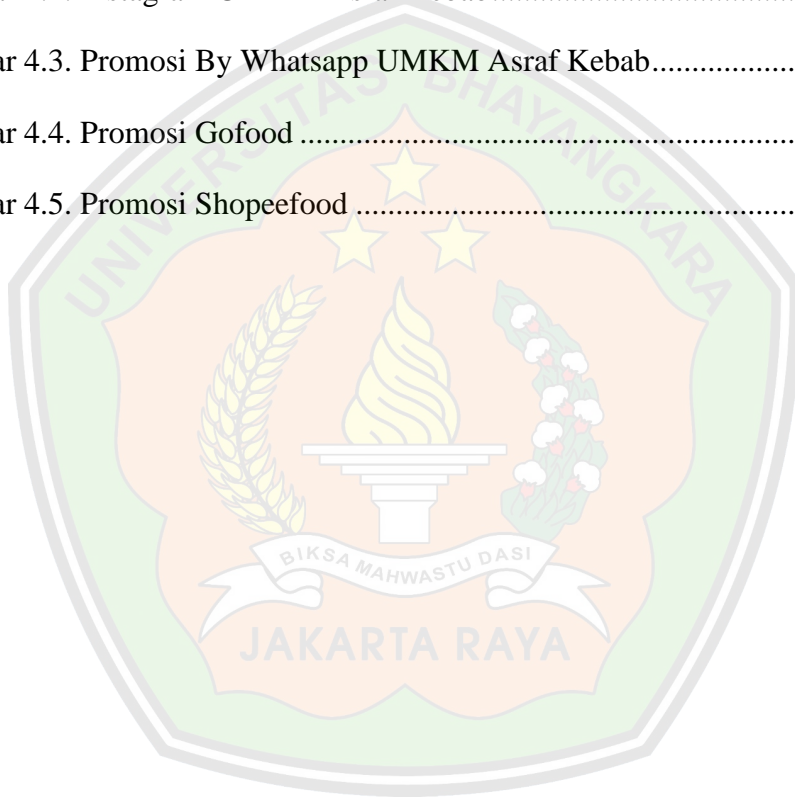 ar 4.3. Promosi By Whatsapp UMKM Asraf Kebab..................
ar 4.4. Promosi Gofood ..............................................................
ar 4.5. Promosi Shopeefood .......................................................
UNIVERSITAS BHAYANGKARA
BIKSA MAHWASTU DASI
JAKARTA RAYA